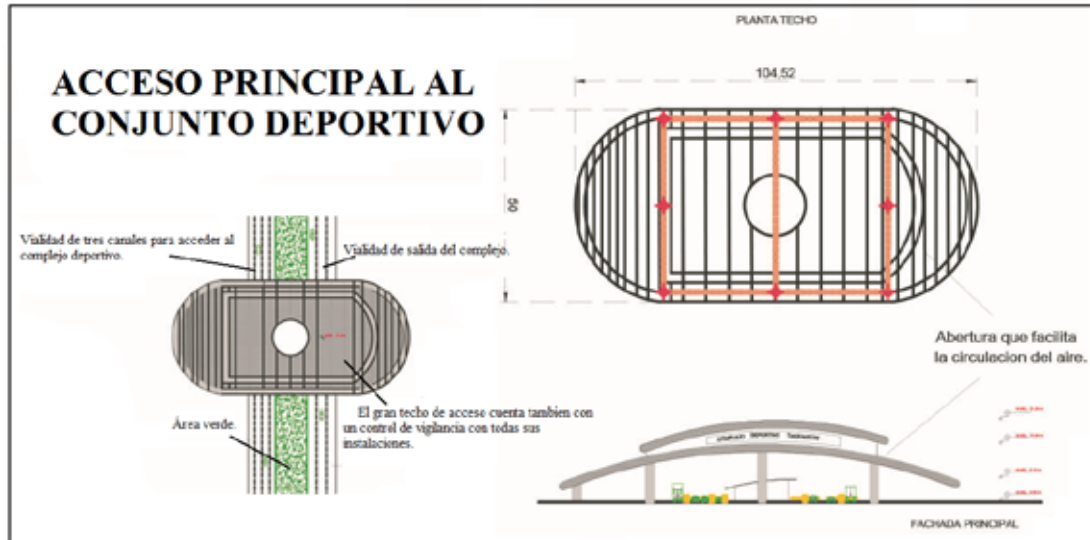 PLANTA TECHO
ACCESO PRINCIPAL AL
CONJUNTO DEPORTIVO
104,52
50
Vialidad de tres canales para acceder al
complejo deportivo.
Vialidad de salida del complejo.
Abertura que facilita
la circulacion del aire.
El gran techo de acceso cuenta tambien con
un control de vigilancia con todas sus
instalaciones.
Área verde.
COMPLEJO DEPORTIVO
FACHADA PRINCIPAL